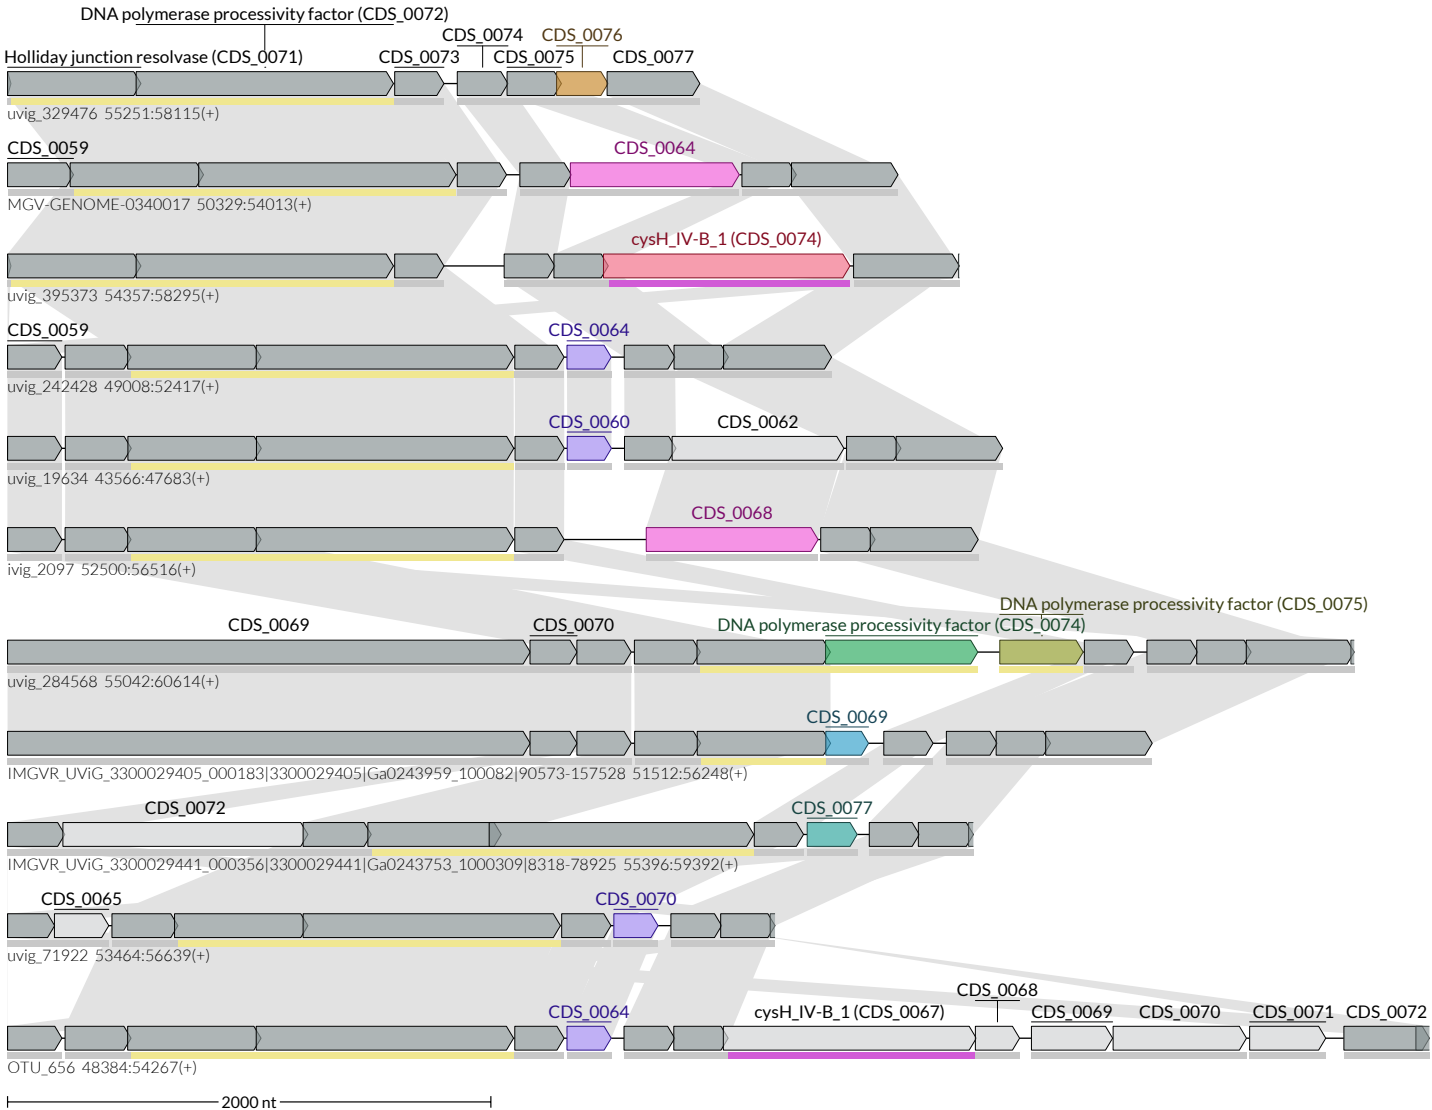 DNA polymerase processivity factor (CDS_0072)
CDS_0074 CDS_0076
Holliday junction resolvase (CDS_0071) CDS_0073 CDS_0075 CDS_0077
uvig_329476 55251:58115(+)
CDS_0059 CDS_0064
MGV-GENOME-0340017 50329:54013(+)
cysH_IV-B_1 (CDS_0074)
uvig_395373 54357:58295(+)
CDS_0059 CDS_0064
uvig_242428 49008:52417(+)
CDS_0060 CDS_0062
uvig_19634 43566:47683(+)
CDS_0068
ivig_2097 52500:56516(+)
DNA polymerase processivity factor (CDS_0075)
CDS_0069 CDS_0070 DNA polymerase processivity factor (CDS_0074)
uvig_284568 55042:60614(+)
CDS_0069
IMGVR_UViG_3300029405_000183|3300029405|Ga0243959_100082|90573-157528 51512:56248(+)
CDS_0072 CDS_0077
IMGVR_UViG_3300029441_000356|3300029441|Ga0243753_1000309|8318-78925 55396:59392(+)
CDS_0065 CDS_0070
uvig_71922 53464:56639(+)
CDS_0068
CDS_0064 cysH_IV-B_1 (CDS_0067) CDS_0069 CDS_0070 CDS_0071 CDS_0072
OTU_656 48384:54267(+)
2000 nt